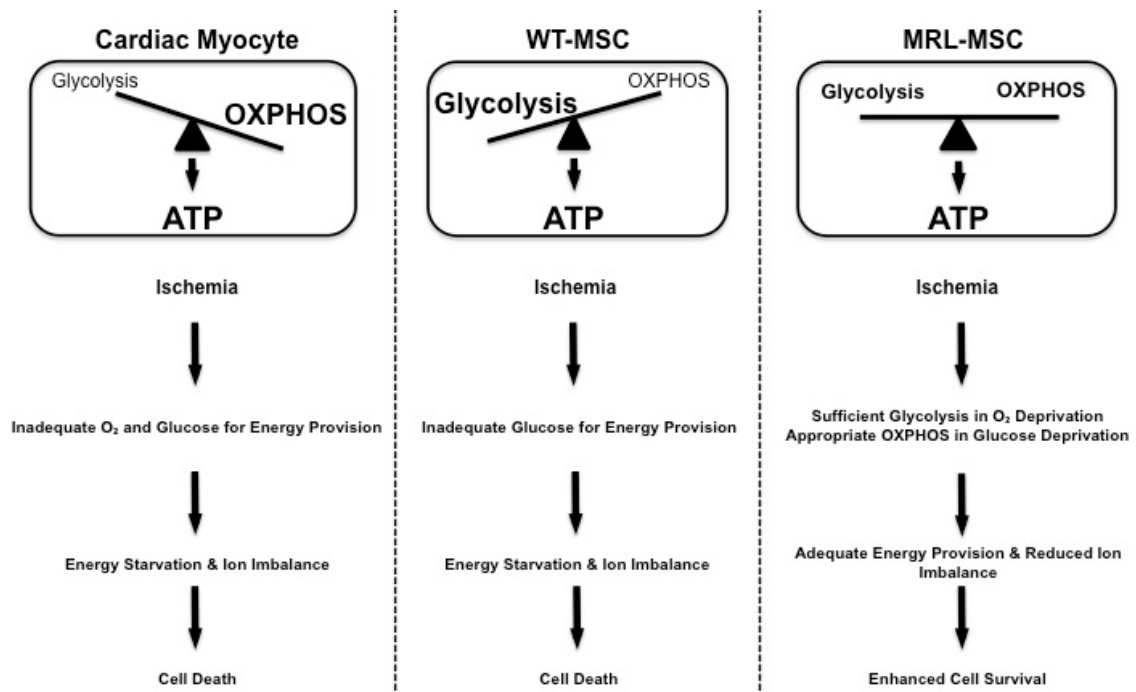 Cardiac Myocyte
Glycolysis
OXPHOS
ATP
Ischemia
Inadequate O₂ and Glucose for Energy Provision
Energy Starvation & Ion Imbalance
Cell Death
WT-MSC
OXPHOS
Glycolysis
ATP
Ischemia
Inadequate Glucose for Energy Provision
Energy Starvation & Ion Imbalance
Cell Death
MRL-MSC
Glycolysis
OXPHOS
ATP
Ischemia
Sufficient Glycolysis in O₂ Deprivation
Appropriate OXPHOS in Glucose Deprivation
Adequate Energy Provision & Reduced Ion
Imbalance
Enhanced Cell Survival